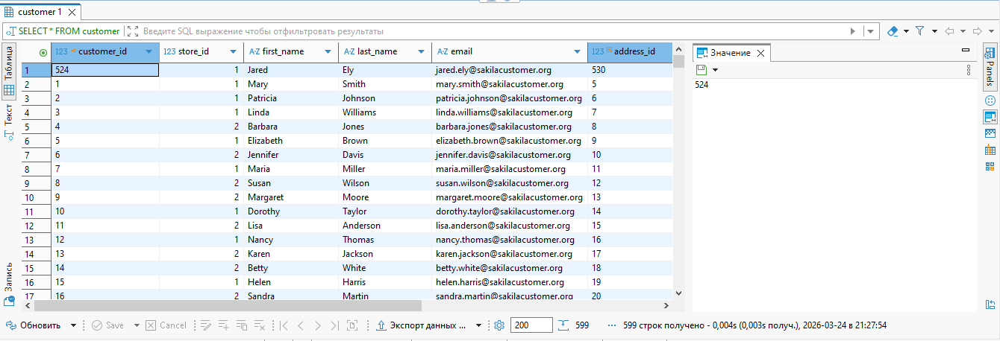 customer 1
SELECT * FROM customer Введите SQL выражение чтобы отфильтровать результаты
Таблица
Текст
Запись
123 customer_id 123 store_id A-Z first_name A-Z last_name A-Z email 123 address_id
1 524 1 Jared Ely jared.ely@sakilacustomer.org 530
2 1 1 Mary Smith mary.smith@sakilacustomer.org 5
3 2 1 Patricia Johnson patricia.johnson@sakilacustomer.org 6
4 3 1 Linda Williams linda.williams@sakilacustomer.org 7
5 4 2 Barbara Jones barbara.jones@sakilacustomer.org 8
6 5 1 Elizabeth Brown elizabeth.brown@sakilacustomer.org 9
7 6 2 Jennifer Davis jennifer.davis@sakilacustomer.org 10
8 7 1 Maria Miller maria.miller@sakilacustomer.org 11
9 8 2 Susan Wilson susan.wilson@sakilacustomer.org 12
10 9 2 Margaret Moore margaret.moore@sakilacustomer.org 13
11 10 1 Dorothy Taylor dorothy.taylor@sakilacustomer.org 14
12 11 2 Lisa Anderson lisa.anderson@sakilacustomer.org 15
13 12 1 Nancy Thomas nancy.thomas@sakilacustomer.org 16
14 13 2 Karen Jackson karen.jackson@sakilacustomer.org 17
15 14 2 Betty White betty.white@sakilacustomer.org 18
16 15 1 Helen Harris helen.harris@sakilacustomer.org 19
17 16 2 Sandra Martin sandra.martin@sakilacustomer.org 20
Значение
524
Panels
Обновить Save Cancel Экспорт данных ... 200 599 599 строк получено - 0,004s (0,003s получ.), 2026-03-24 в 21:27:54